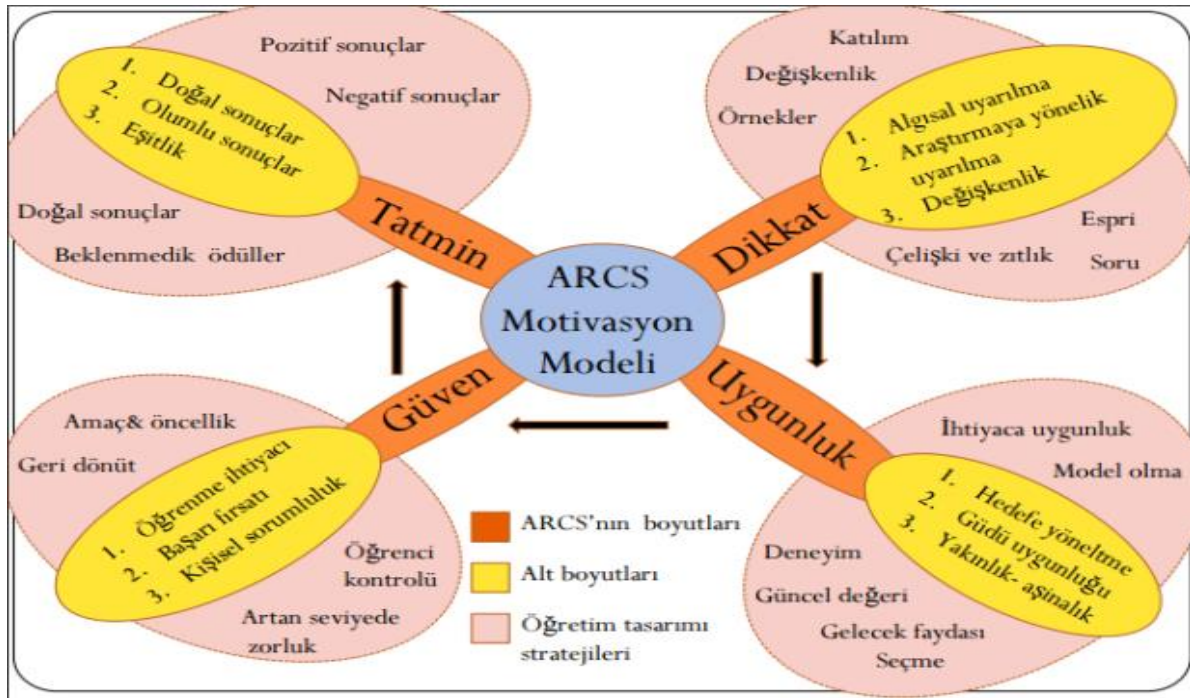 Pozitif sonuçlar
Negatif sonuçlar
1. Doğal sonuçlar
2. Olumlu sonuçlar
3. Eşitlik
Doğal sonuçlar
Beklenmedik ödüller
Tatmin
Katılım
Değişkenlik
Örnekler
1. Algısal uyarılma
2. Araştırmaya yönelik
uyarılma
3. Değişkenlik
Espri
Çelişki ve zıtlık
Soru
Dikkat
ARCS
Motivasyon
Modeli
Güven
Amaç& öncellik
Geri dönüt
1. Öğrenme ihtiyacı
2. Başarı fırsatı
3. Kişisel sorumluluk
Öğrenci
kontrolü
Artan seviyede
zorluk
Uygunluk
İhtiyaca uygunluk
Model olma
1. Hedefe yöneltme
2. Güdü uygunluğu
3. Yakınlık- aşinalık
Deneyim
Güncel değeri
Gelecek faydası
Seçme
ARCS'nın boyutları
Alt boyutları
Öğretim tasarımı
stratejileri